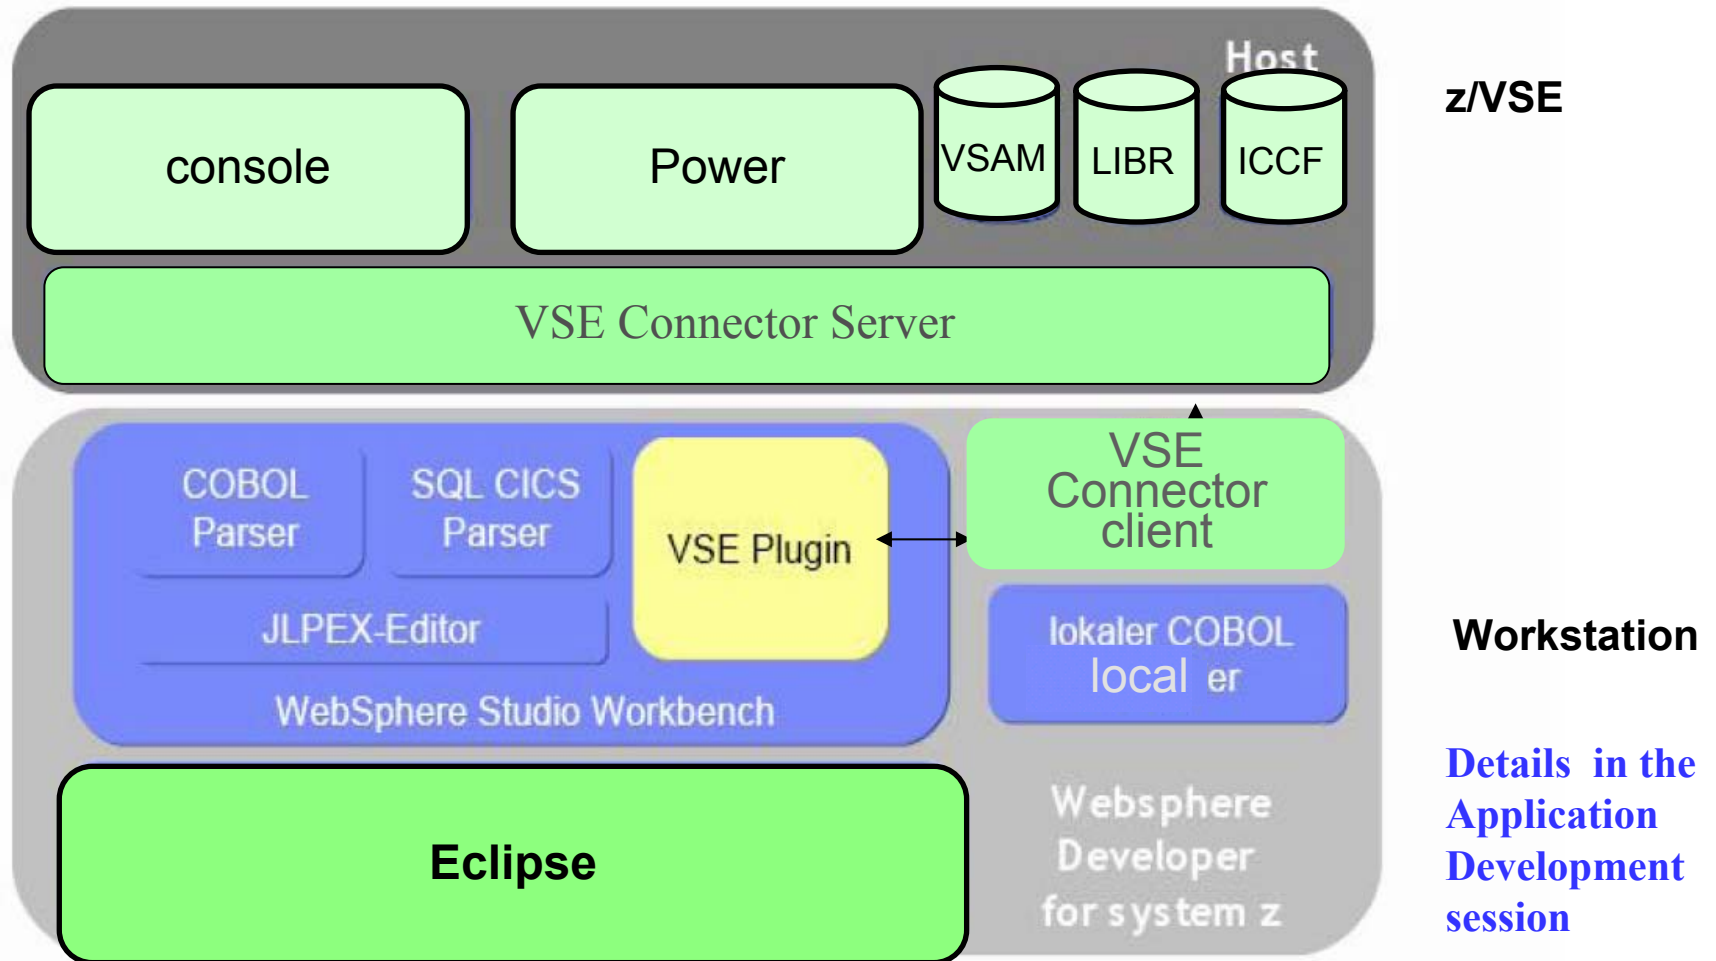 Host
z/VSE
console
Power
VSAM
LIBR
ICCF
VSE Connector Server
COBOL
Parser
SQL CICS
Parser
VSE Plugin
VSE
Connector
client
JLPEX-Editor
WebSphere Studio Workbench
lokaler COBOL
local er
Workstation
Eclipse
Websphere
Developer
for system z
Details in the
Application
Development
session